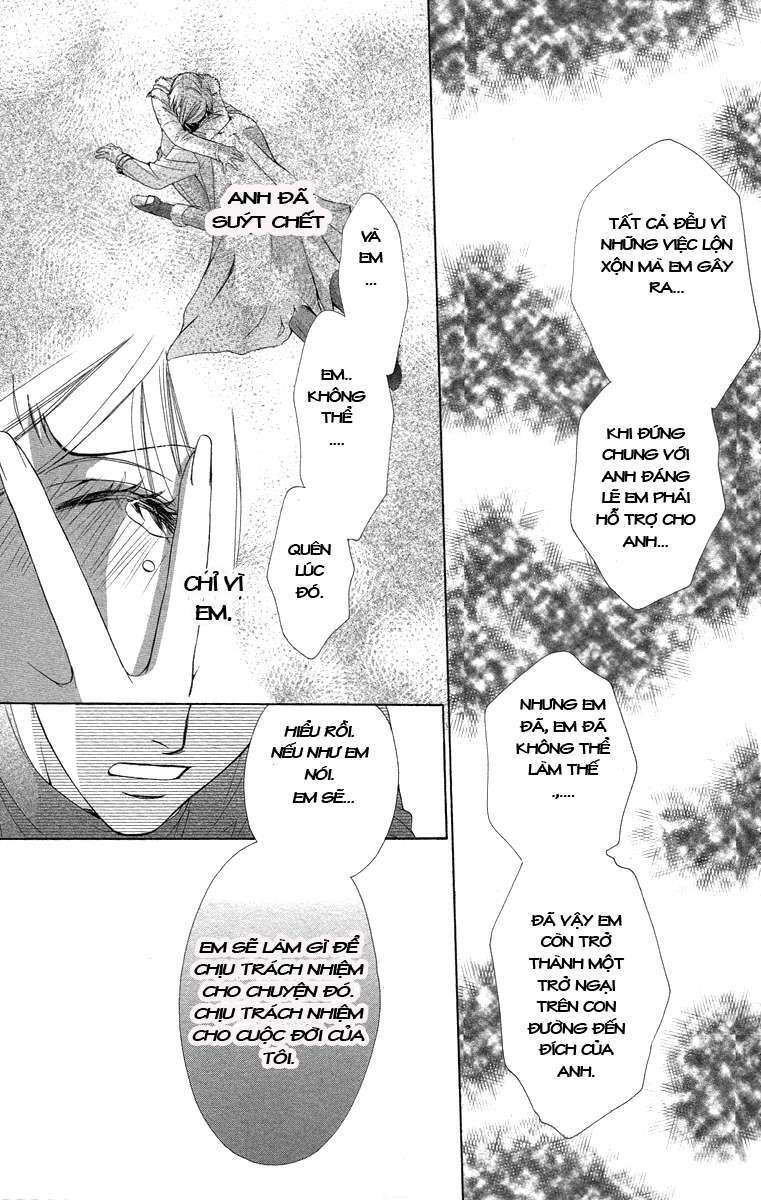 TẤT CẢ ĐỀU VÌ
NHỮNG VIỆC LỘN
XỘN MÀ EM GÂY
RA...
KHI ĐỨNG
CHUNG VỚI
ANH ĐÁNG
LẼ EM PHẢI
HỖ TRỢ CHO
ANH...
NHƯNG EM
ĐÃ, EM ĐÃ
KHÔNG THỂ
LÀM THẾ
.,....
ĐÃ VẬY EM
CÒN TRỞ
THÀNH MỘT
TRỞ NGẠI
TRÊN CON
ĐƯỜNG ĐẾN
ĐÍCH CỦA
ANH.
VÀ
EM
...
ANH ĐÃ
SUÝT CHẾT
EM..
KHÔNG
THỂ
....
QUÊN
LÚC
ĐÓ.
CHỈ VÌ
EM.
HIỂU RỒI.
NẾU NHƯ EM
NÓI.
EM SẼ...
EM SẼ LÀM GÌ ĐỂ
CHỊU TRÁCH NHIỆM
CHO CHUYỆN ĐÓ.
CHỊU TRÁCH NHIỆM
CHO CUỘC ĐỜI CỦA
TÔI.